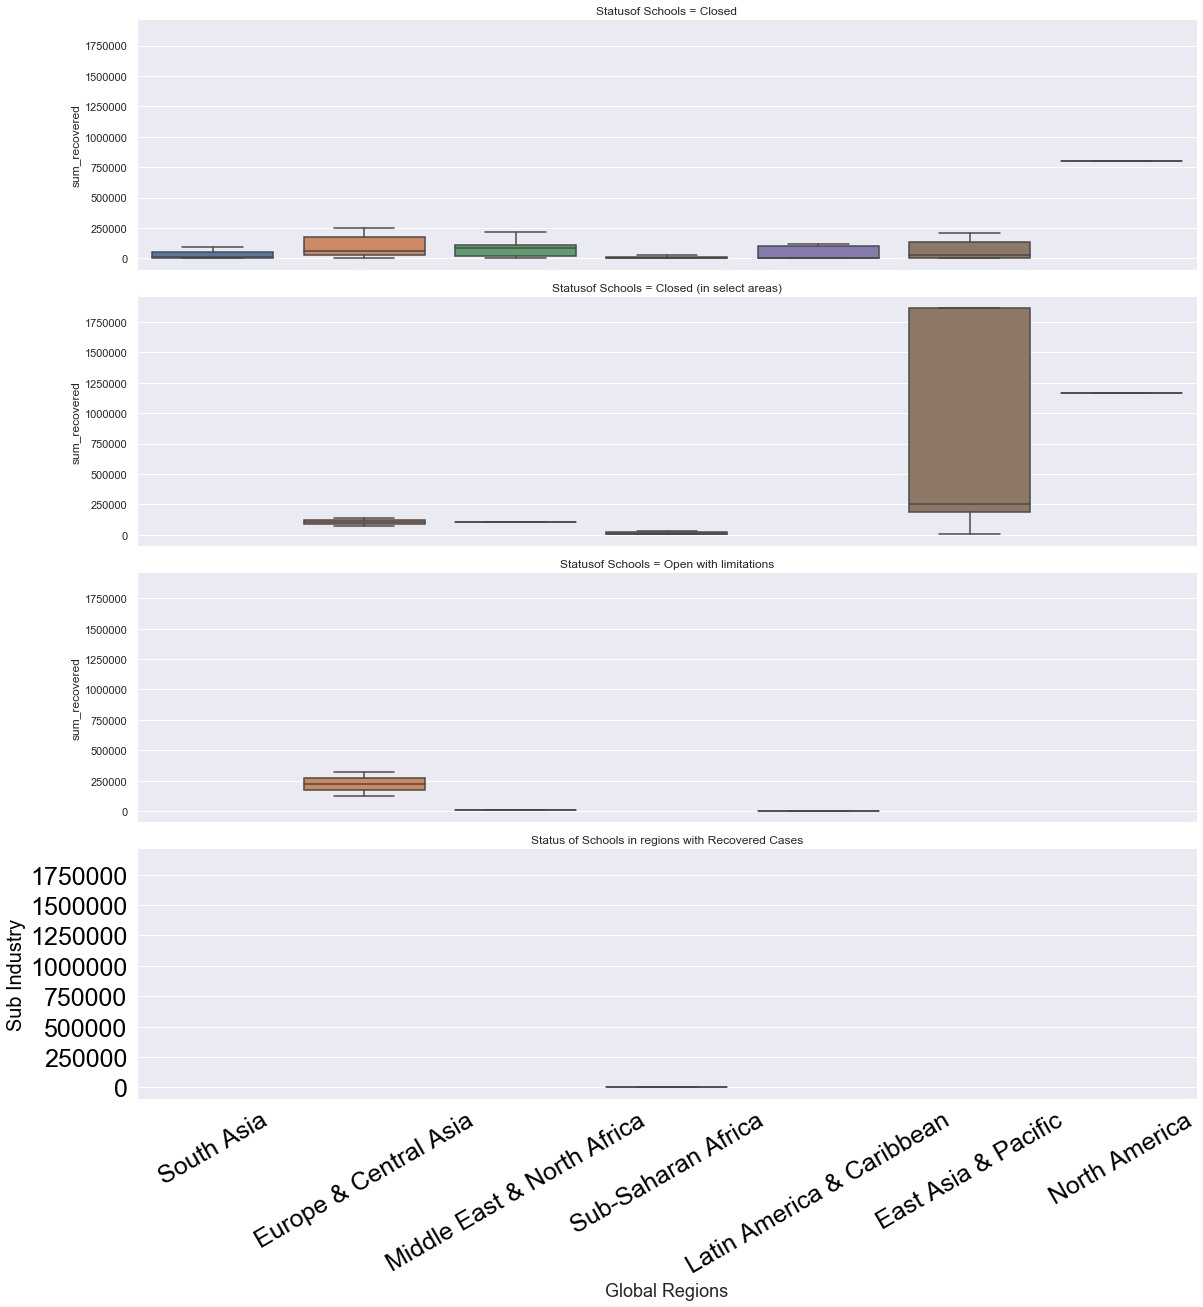 Statusof Schools = Closed
1750000
1500000
1250000
1000000
750000
500000
250000
0
sum_recovered
Statusof Schools = Closed (in select areas)
1750000
1500000
1250000
1000000
750000
500000
250000
0
sum_recovered
Statusof Schools = Open with limitations
1750000
1500000
1250000
1000000
750000
500000
250000
0
sum_recovered
Status of Schools in regions with Recovered Cases
1750000
1500000
1250000
1000000
750000
500000
250000
0
Sub Industry
South Asia
Europe & Central Asia
Middle East & North Africa
Sub-Saharan Africa
Latin America & Caribbean
East Asia & Pacific
North America
Global Regions